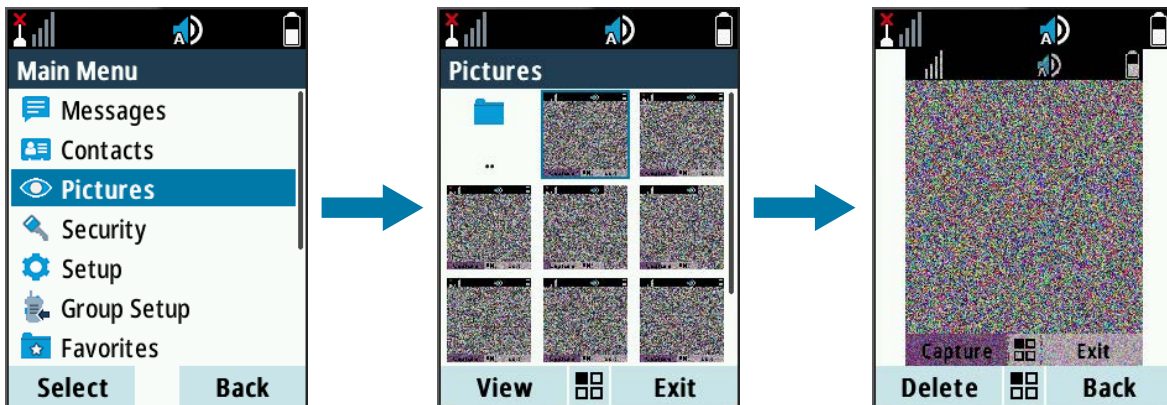 A
Main Menu
Messages
Contacts
Pictures
Security
Setup
Group Setup
Favorites
Select Back
A
Pictures
..
View Exit
A
A
Capture Exit
Delete Back